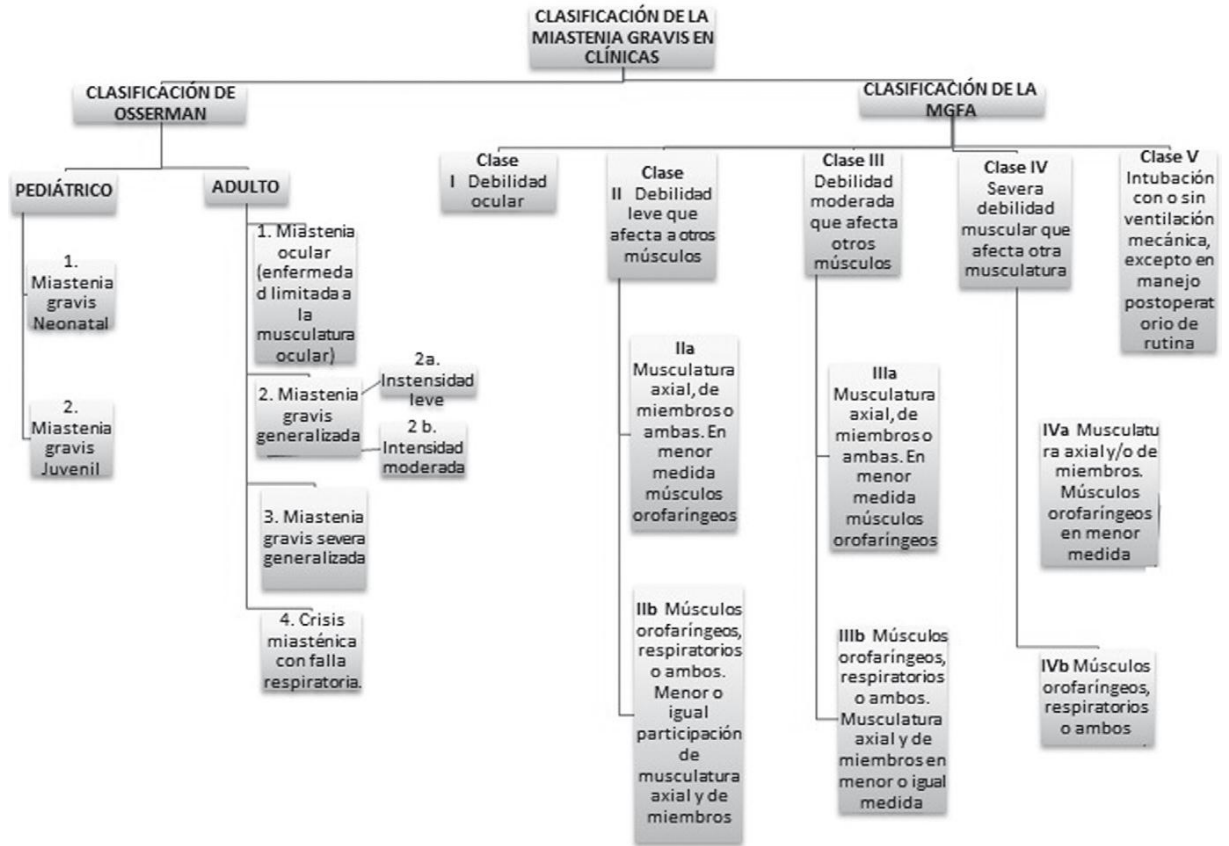 CLASIFICACIÓN DE LA
MIASTENIA GRAVIS EN
CLÍNICAS
CLASIFICACIÓN DE
OSSERMAN
PEDIÁTRICO
1.
Miastenia
gravis
Neonatal
2.
Miastenia
gravis
Juvenil
ADULTO
1. Miastenia
ocular
(enfermeda
d limitada a
la
musculatura
ocular)
2. Miastenia
gravis
generalizada
2a.
Instensidad
leve
2 b.
Intensidad
moderada
3. Miastenia
gravis severa
generalizada
4. Crisis
miasténica
con falla
respiratoria.
CLASIFICACIÓN DE LA
MGFA
Clase
I Debilidad
ocular
Clase
II Debilidad
leve que
afecta a otros
músculos
IIa
Musculatura
axial, de
miembros o
ambas. En
menor
medida
músculos
orofaríngeos
IIb Músculos
orofaríngeos,
respiratorios
o ambos.
Menor o
igual
participación
de
musculatura
axial y de
miembros
Clase III
Debilidad
moderada
que afecta
otros
músculos
IIIa
Musculatura
axial, de
miembros o
ambas. En
menor
medida
músculos
orofaríngeos
IIIb Músculos
orofaríngeos,
respiratorios
o ambos.
Musculatura
axial y de
miembros en
menor o igual
medida
Clase IV
Severa
debilidad
muscular que
afecta otra
musculatura
IVa Musculatu
ra axial y/o de
miembros.
Músculos
orofaríngeos
en menor
medida
IVb Músculos
orofaríngeos,
respiratorios
o ambos
Clase V
Intubación
con o sin
ventilación
mecánica,
excepto en
manejo
postoperat
orio de
rutina